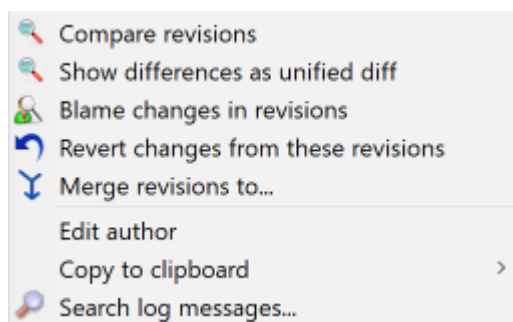 Compare revisions
Show differences as unified diff
Blame changes in revisions
Revert changes from these revisions
Merge revisions to...
Edit author
Copy to clipboard
Search log messages...